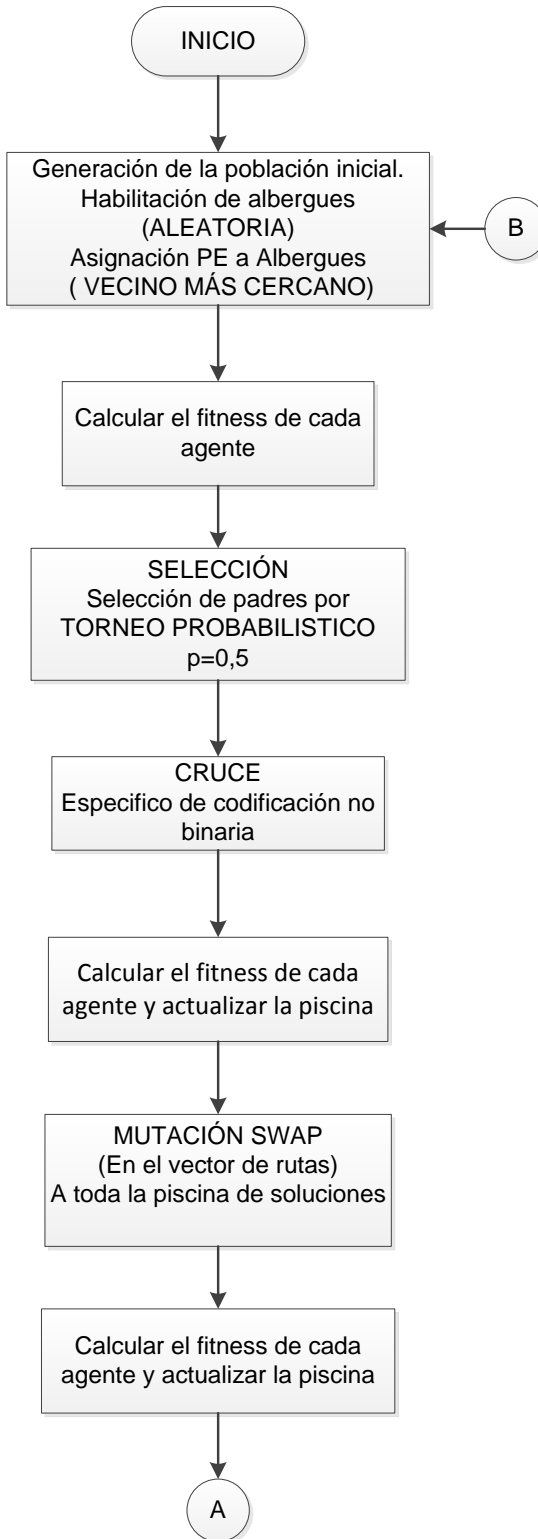 INICIO
Generación de la población inicial.
Habilitación de albergues
(ALEATORIA)
Asignación PE a Albergues
( VECINO MÁS CERCANO)
B
Calcular el fitness de cada
agente
SELECCIÓN
Selección de padres por
TORNEO PROBABILISTICO
p=0,5
CRUCE
Especifico de codificación no
binaria
Calcular el fitness de cada
agente y actualizar la piscina
MUTACIÓN SWAP
(En el vector de rutas)
A toda la piscina de soluciones
Calcular el fitness de cada
agente y actualizar la piscina
A